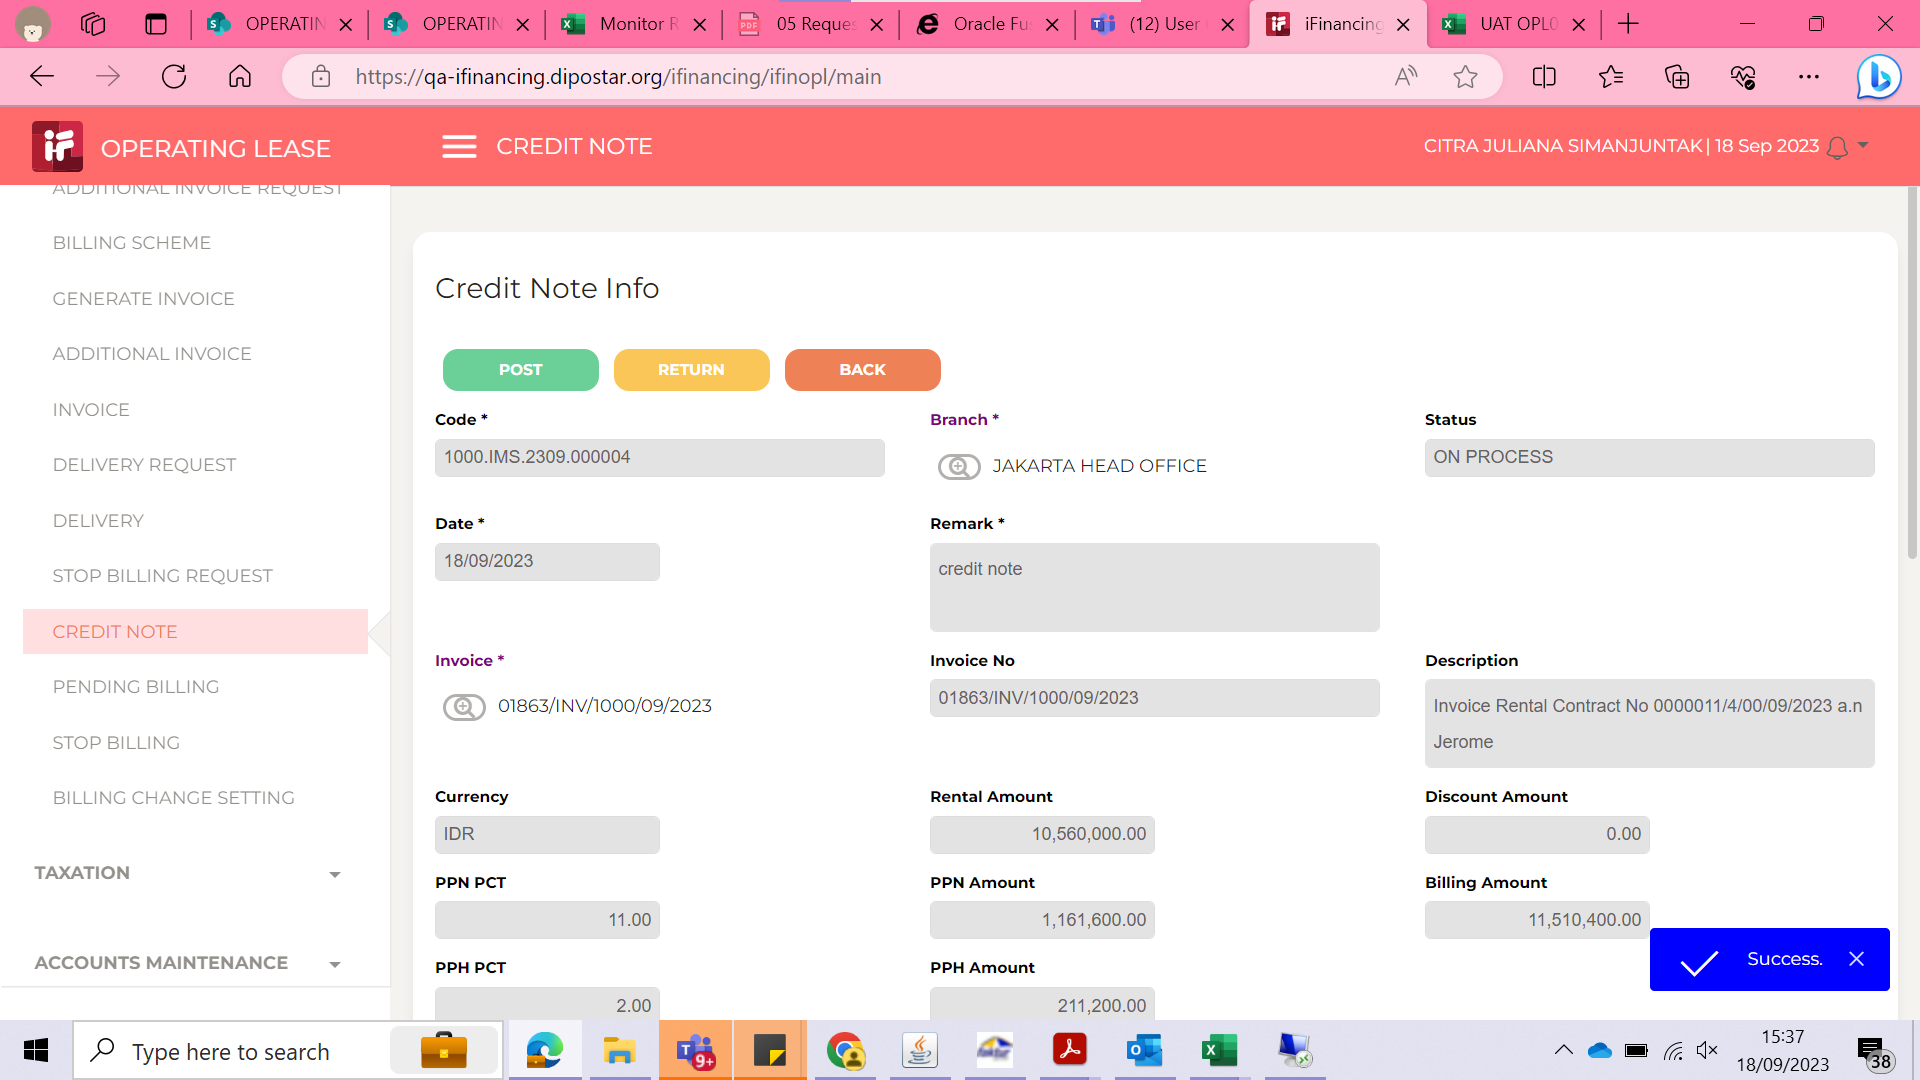 OPERATIN
OPERATIN
Monitor R
05 Reque
Oracle Fu
(12) User
iFinancing
UAT OPL0
https://qa-ifinancing.dipostar.org/ifinancing/ifinopl/main
iF OPERATING LEASE
CREDIT NOTE
CITRA JULIANA SIMANJUNTAK | 18 Sep 2023
ADDITIONAL INVOICE REQUEST
BILLING SCHEME
GENERATE INVOICE
ADDITIONAL INVOICE
INVOICE
DELIVERY REQUEST
DELIVERY
STOP BILLING REQUEST
CREDIT NOTE
PENDING BILLING
STOP BILLING
BILLING CHANGE SETTING
TAXATION
ACCOUNTS MAINTENANCE
Credit Note Info
POST RETURN BACK
Code * Branch * Status
1000.IMS.2309.000004 JAKARTA HEAD OFFICE ON PROCESS
Date * Remark *
18/09/2023 credit note
Invoice * Invoice No Description
01863/INV/1000/09/2023 01863/INV/1000/09/2023 Invoice Rental Contract No 0000011/4/00/09/2023 a.n
Jerome
Currency Rental Amount Discount Amount
IDR 10,560,000.00 0.00
PPN PCT PPN Amount Billing Amount
11.00 1,161,600.00 11,510,400.00
PPH PCT PPH Amount
2.00 211,200.00
Success.
Type here to search
9+
15:37
18/09/2023
38